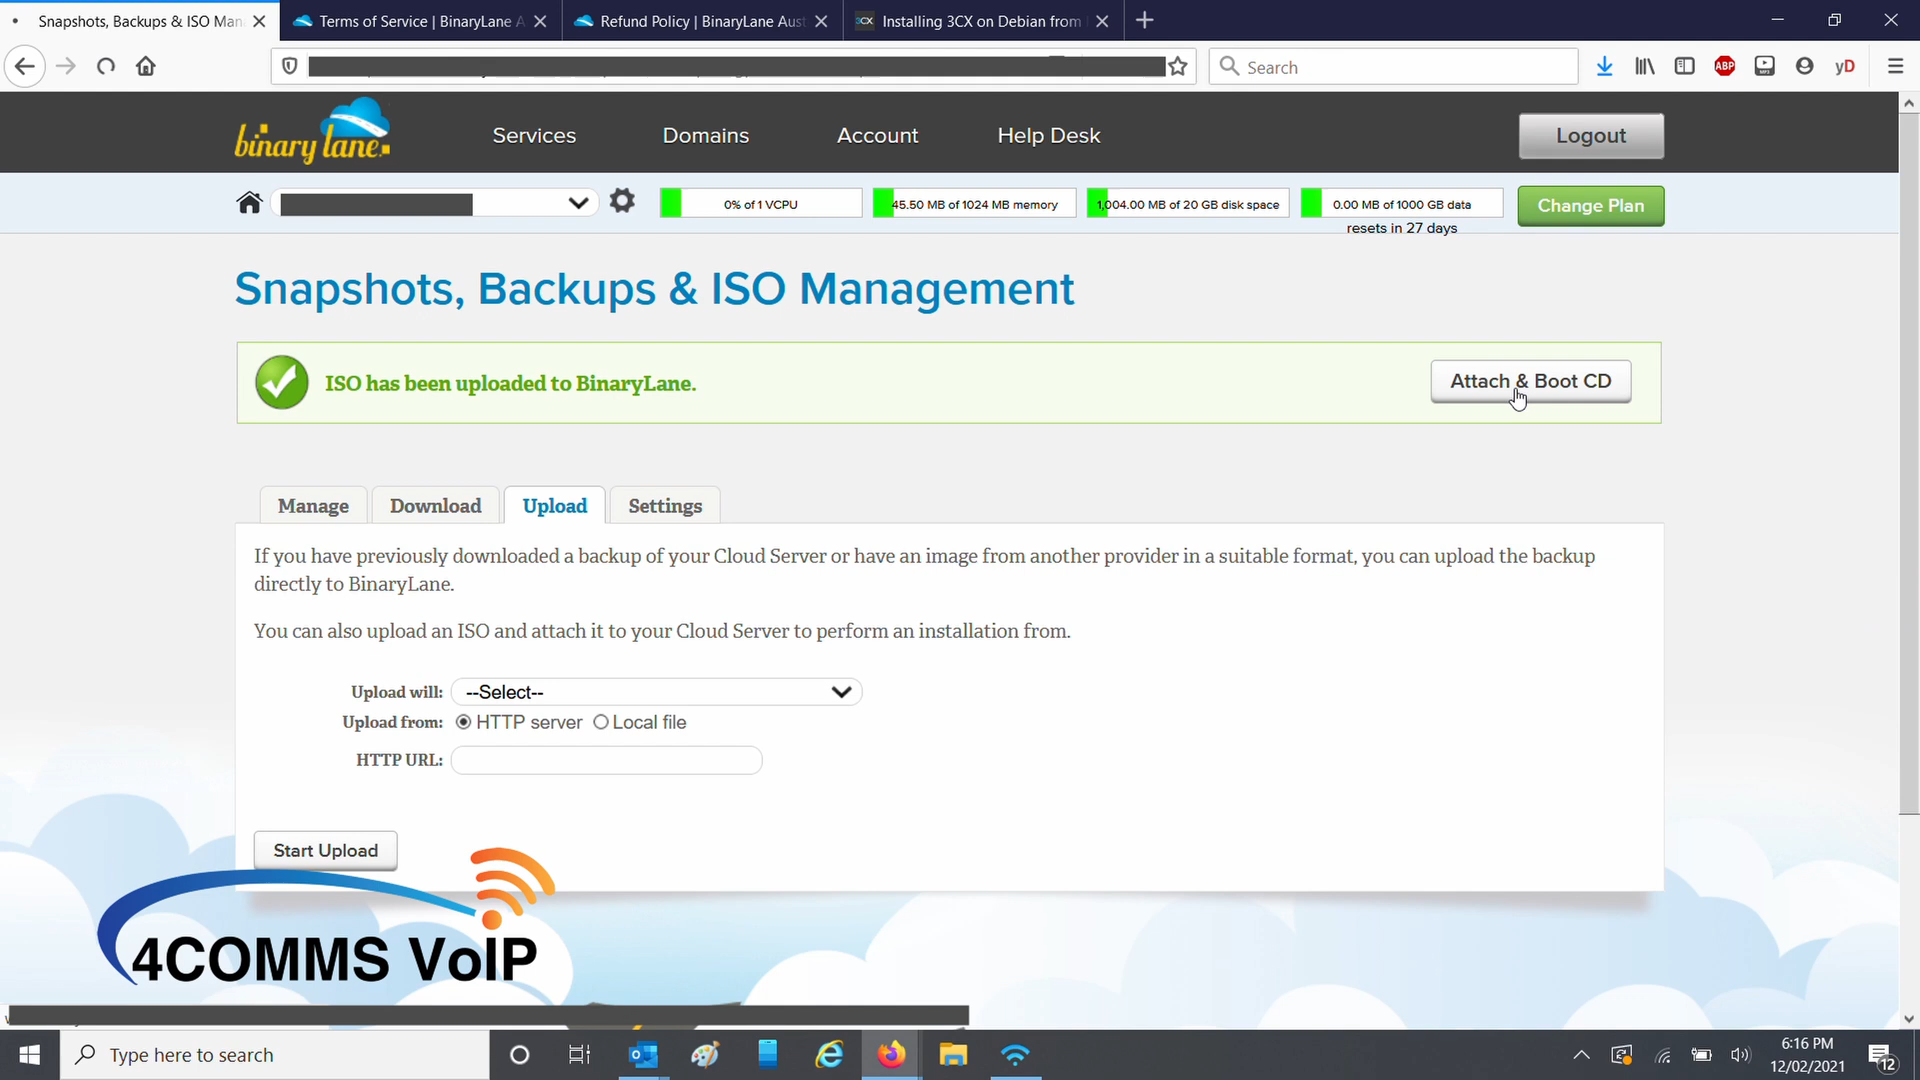 Snapshots, Backups & ISO Man
Terms of Service | BinaryLane A
Refund Policy | BinaryLane Aust
3CX
Installing 3CX on Debian from
Search
ABP
yD
binary lane.
Services
Domains
Account
Help Desk
Logout
0% of 1 VCPU
45.50 MB of 1024 MB memory
1,004.00 MB of 20 GB disk space
0.00 MB of 1000 GB data
resets in 27 days
Change Plan
Snapshots, Backups & ISO Management
ISO has been uploaded to BinaryLane.
Attach & Boot CD
Manage
Download
Upload
Settings
If you have previously downloaded a backup of your Cloud Server or have an image from another provider in a suitable format, you can upload the backup
directly to BinaryLane.
You can also upload an ISO and attach it to your Cloud Server to perform an installation from.
Upload will: --Select--
Upload from: HTTP server Local file
HTTP URL:
Start Upload
4COMMS VoIP
Type here to search
6:16 PM
12/02/2021
12